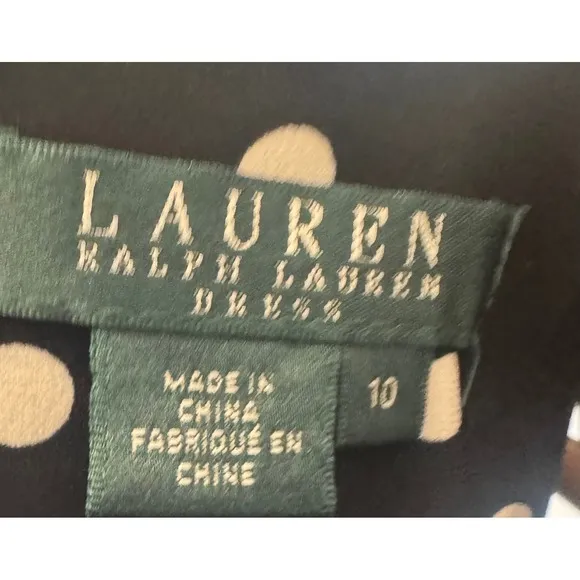 LAUREN
RALPH LAUREN
DRESS
MADE IN
CHINA
FABRIQUÉ EN
CHINE
10